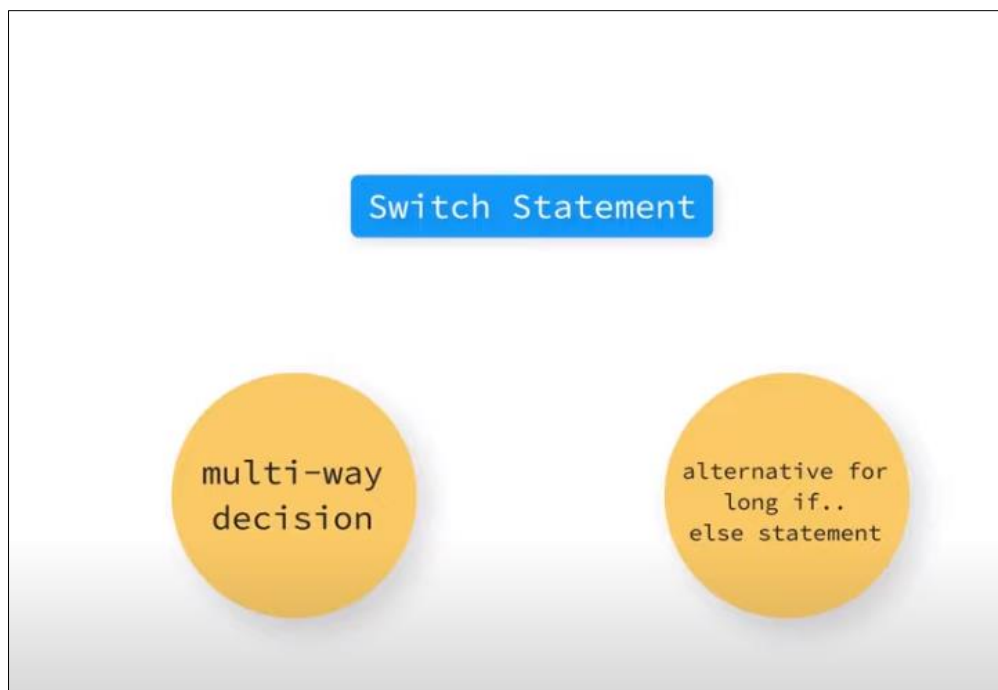 Switch Statement
multi-way
decision
alternative for
long if..
else statement